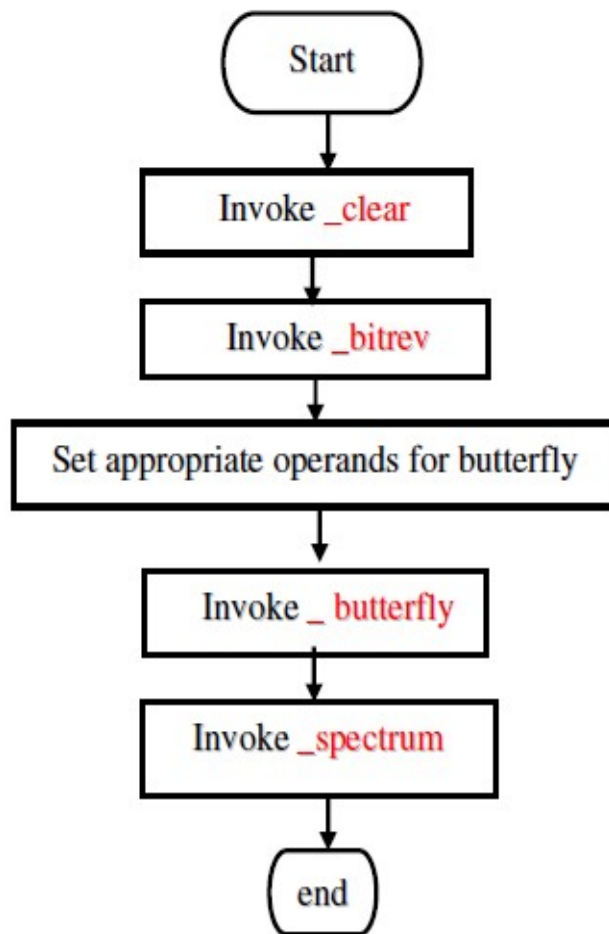 Start
Invoke _clear
Invoke _bitrev
Set appropriate operands for butterfly
Invoke _ butterfly
Invoke _spectrum
end